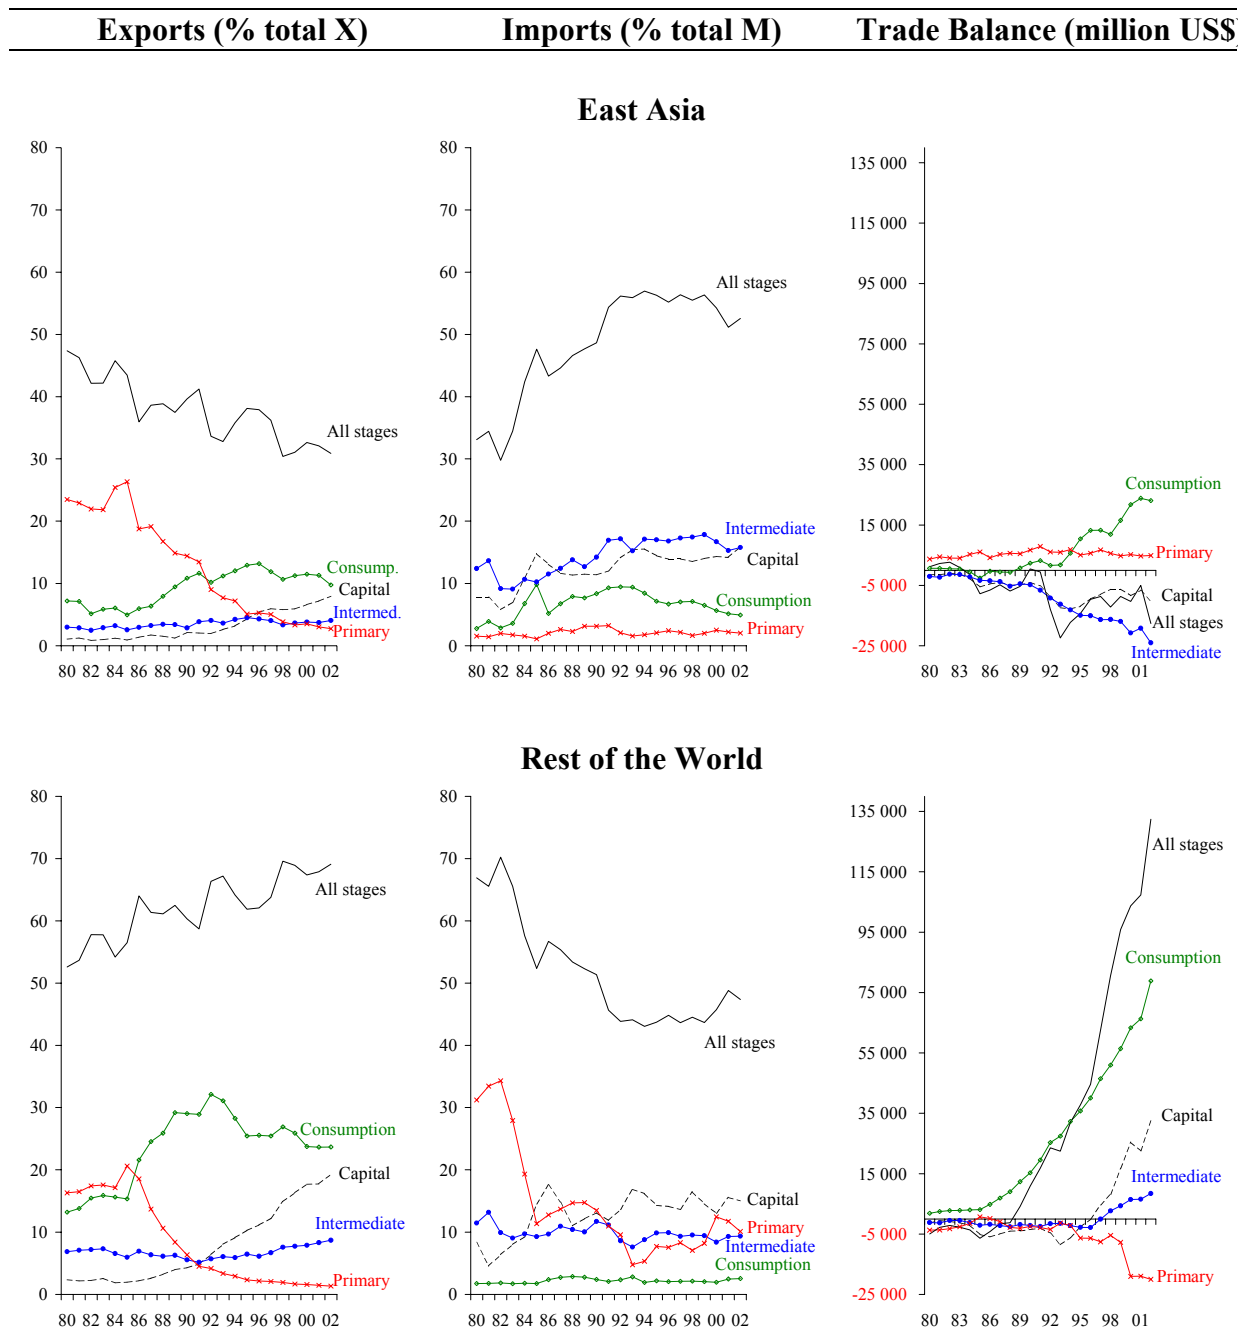 Exports (% total X) Imports (% total M) Trade Balance (million US$)
East Asia
80
70
60
50
40
30
20
10
0
All stages
Consump.
Capital
Intermed.
Primary
80 82 84 86 88 90 92 94 96 98 00 02
80
70
60
50
40
30
20
10
0
All stages
Intermediate
Capital
Consumption
Primary
80 82 84 86 88 90 92 94 96 98 00 02
135 000
115 000
95 000
75 000
55 000
35 000
15 000
-5 000
-25 000
Consumption
Primary
Capital
All stages
Intermediate
80 83 86 89 92 95 98 01
Rest of the World
80
70
60
50
40
30
20
10
0
All stages
Consumption
Capital
Intermediate
Primary
80 82 84 86 88 90 92 94 96 98 00 02
80
70
60
50
40
30
20
10
0
All stages
Capital
Primary
Intermediate
Consumption
80 82 84 86 88 90 92 94 96 98 00 02
135 000
115 000
95 000
75 000
55 000
35 000
15 000
-5 000
-25 000
All stages
Consumption
Capital
Intermediate
Primary
80 83 86 89 92 95 98 01